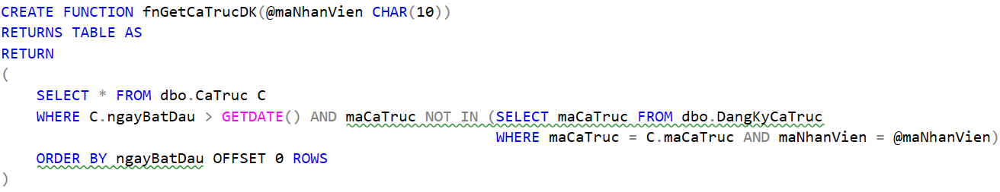 CREATE FUNCTION fnGetCaTrucDK(@maNhanVien CHAR(10))
RETURNS TABLE AS
RETURN
(
    SELECT * FROM dbo.CaTruc C
    WHERE C.ngayBatDau > GETDATE() AND maCaTruc NOT IN (SELECT maCaTruc FROM dbo.DangKyCaTruc
                                                        WHERE maCaTruc = C.maCaTruc AND maNhanVien = @maNhanVien)
    ORDER BY ngayBatDau OFFSET 0 ROWS
)